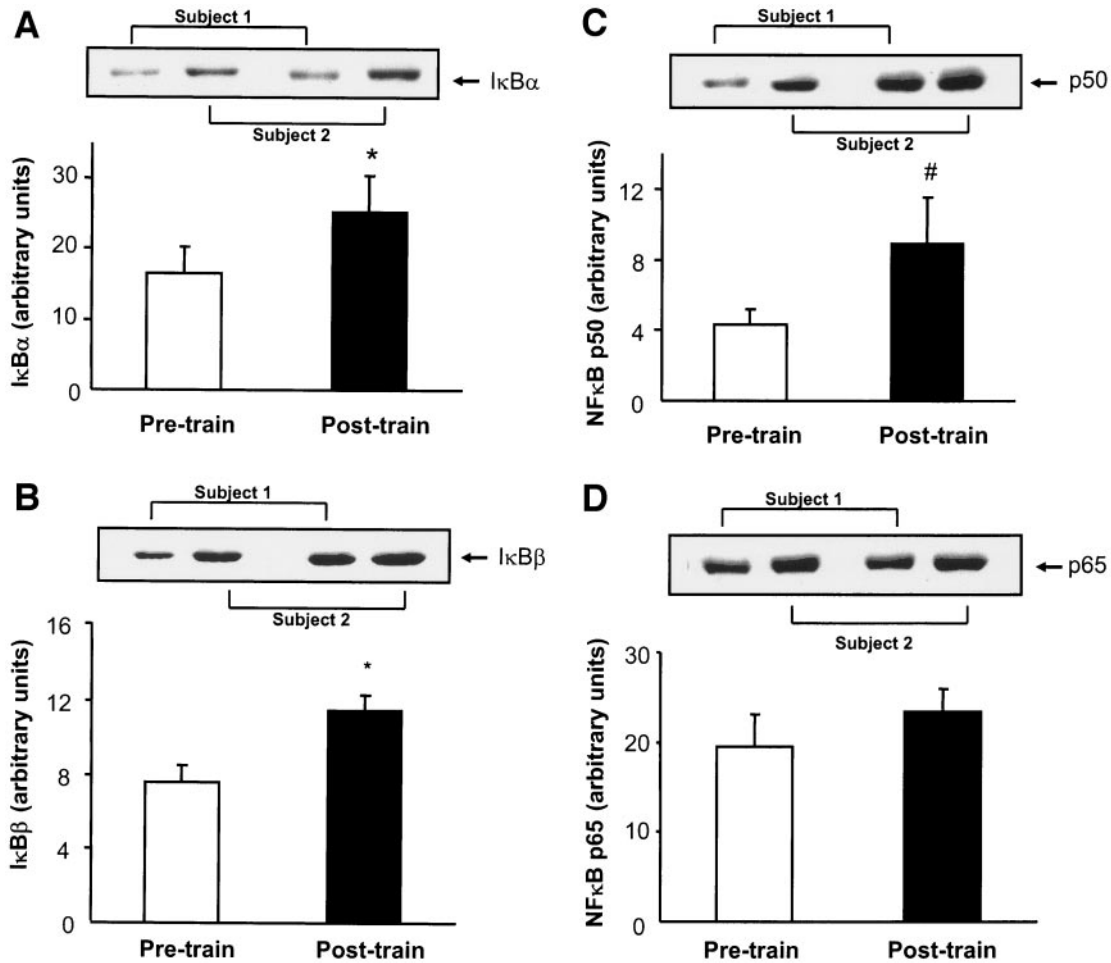 A
Subject 1
← IκBα
Subject 2
IκBα (arbitrary units)
30
*
20
10
0
Pre-train
Post-train
C
Subject 1
← p50
Subject 2
NFκB p50 (arbitrary units)
12
#
8
4
0
Pre-train
Post-train
B
Subject 1
← IκBβ
Subject 2
IκBβ (arbitrary units)
16
*
12
8
4
0
Pre-train
Post-train
D
Subject 1
← p65
Subject 2
NFκB p65 (arbitrary units)
30
20
10
0
Pre-train
Post-train